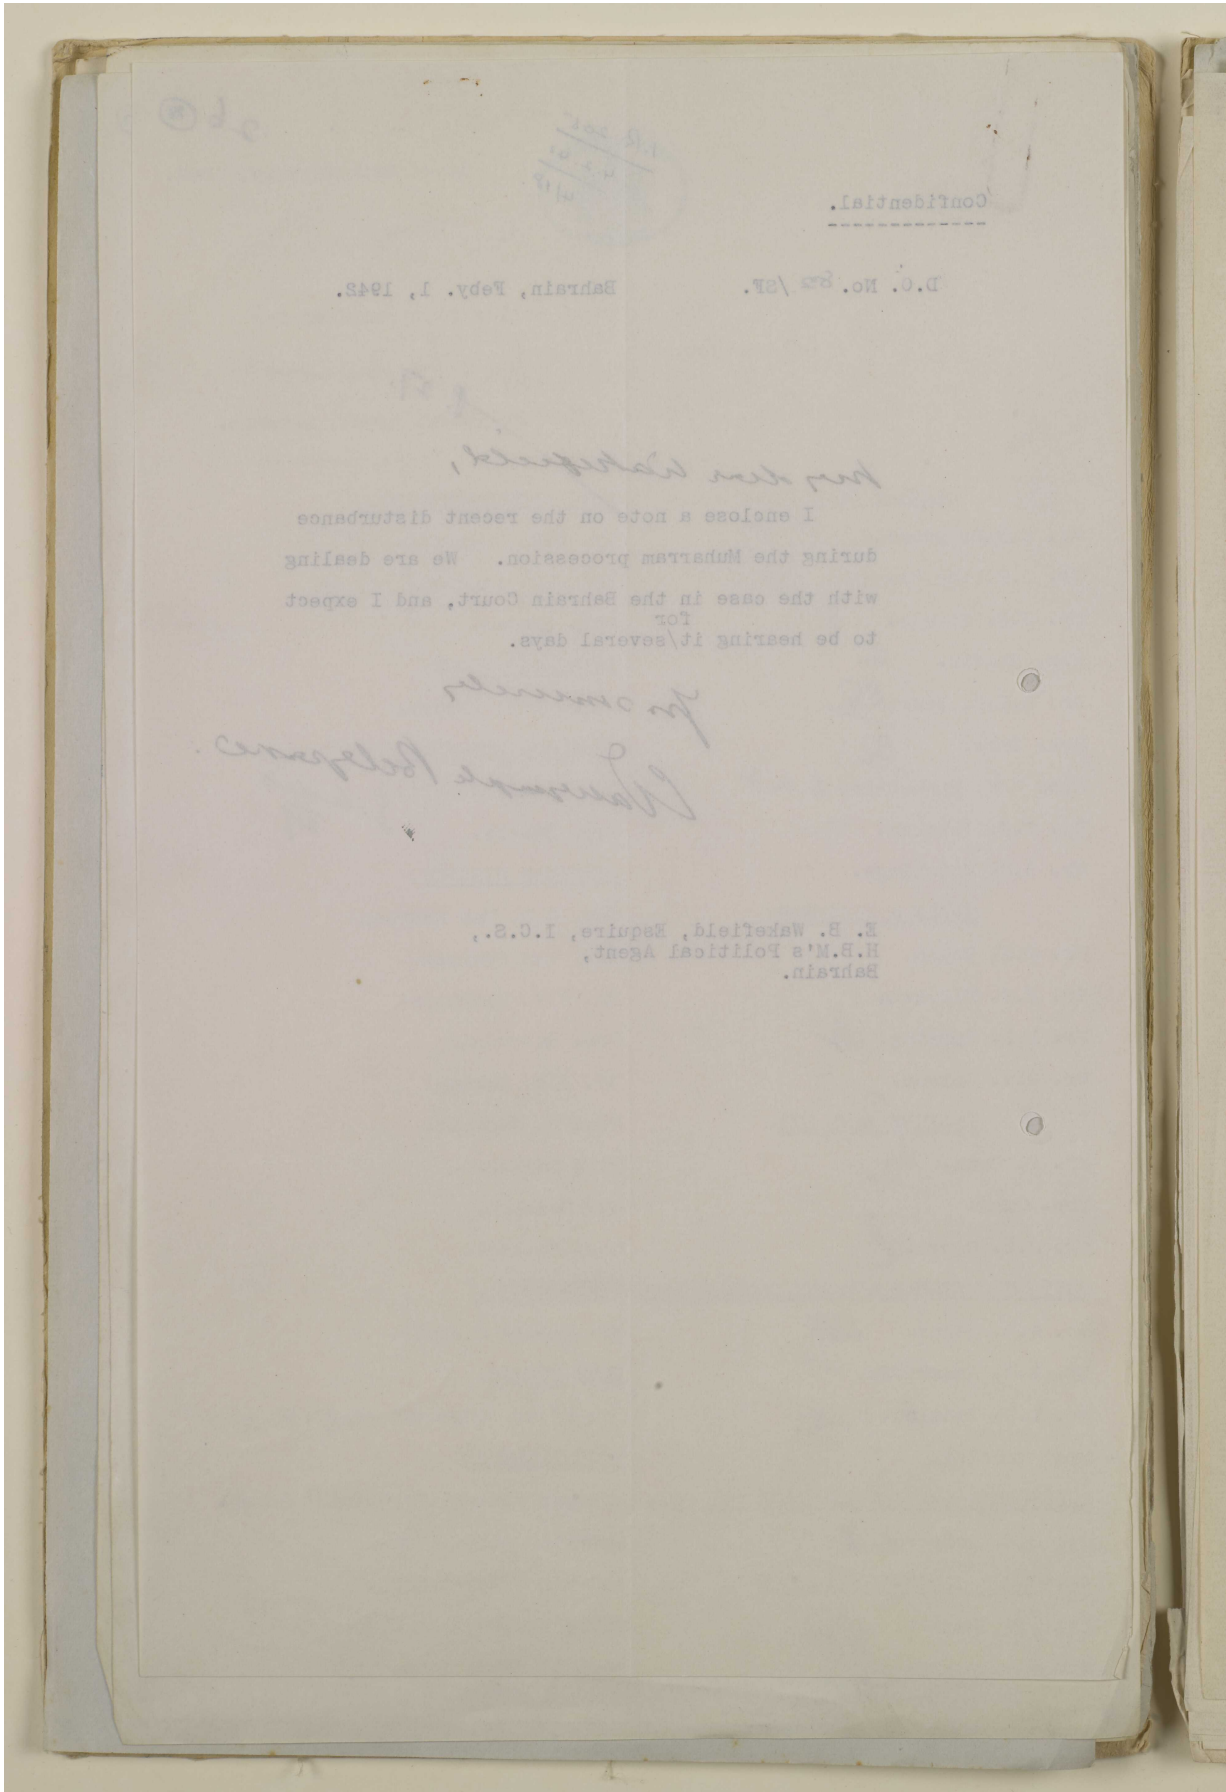 Confidential.
D.O. No. /SF. Bahrain, Feby. 1, 1942.
My dear Wakefield,
I enclose a note on the recent disturbance
during the Muharram procession. We are dealing
with the case in the Bahrain Court, and I expect
for
to be hearing it/several days.
Yrs sincerely
E. B. Wakefield, Esquire, I.C.S.,
H.B.M's Political Agent,
Bahrain.